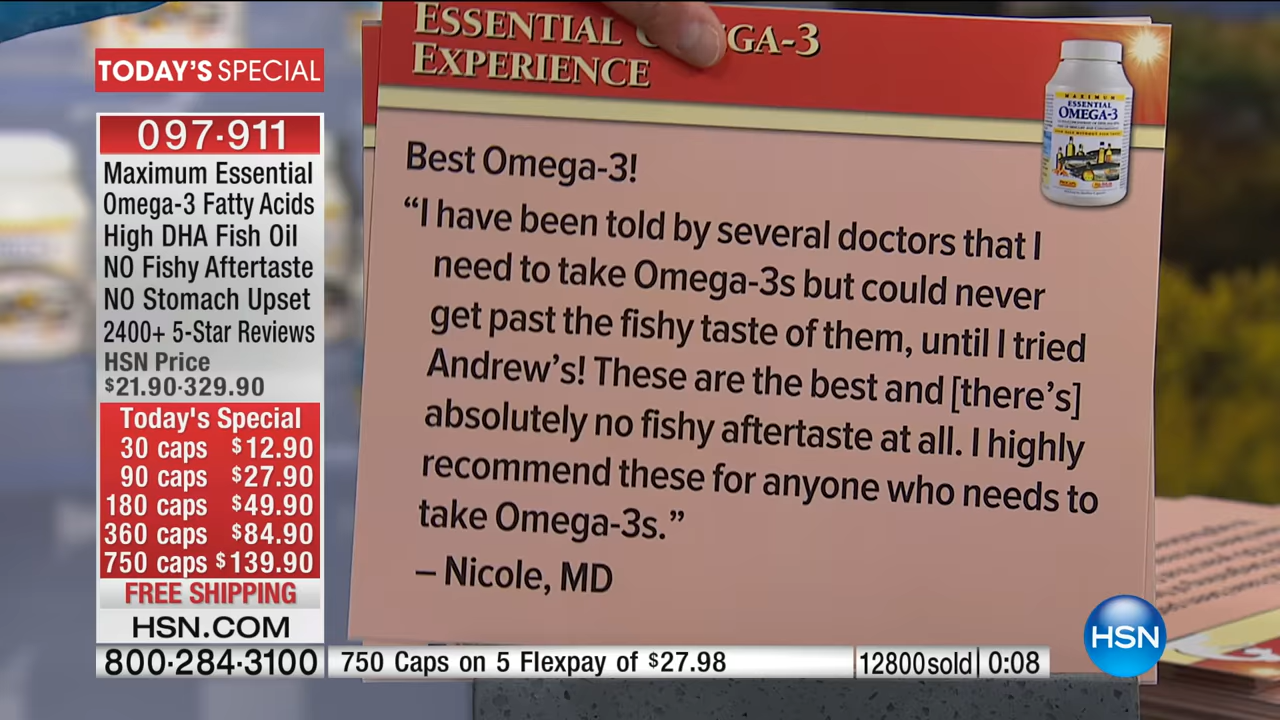 TODAY'S SPECIAL
097-911
Maximum Essential
Omega-3 Fatty Acids
High DHA Fish Oil
NO Fishy Aftertaste
NO Stomach Upset
2400+ 5-Star Reviews
HSN Price
$21.90-329.90
Today's Special
30 caps $12.90
90 caps $27.90
180 caps $49.90
360 caps $84.90
750 caps $139.90
FREE SHIPPING
HSN.COM
800-284-3100
750 Caps on 5 Flexpay of $27.98
12800 sold
0:08
HSN
ESSENTIAL
EXPERIENCE
MAXIMUM
ESSENTIAL
OMEGA-3
Best Omega-3!
“I have been told by several doctors that I
need to take Omega-3s but could never
get past the fishy taste of them, until I tried
Andrew’s! These are the best and [there’s]
absolutely no fishy aftertaste at all. I highly
recommend these for anyone who needs to
take Omega-3s.”
– Nicole, MD